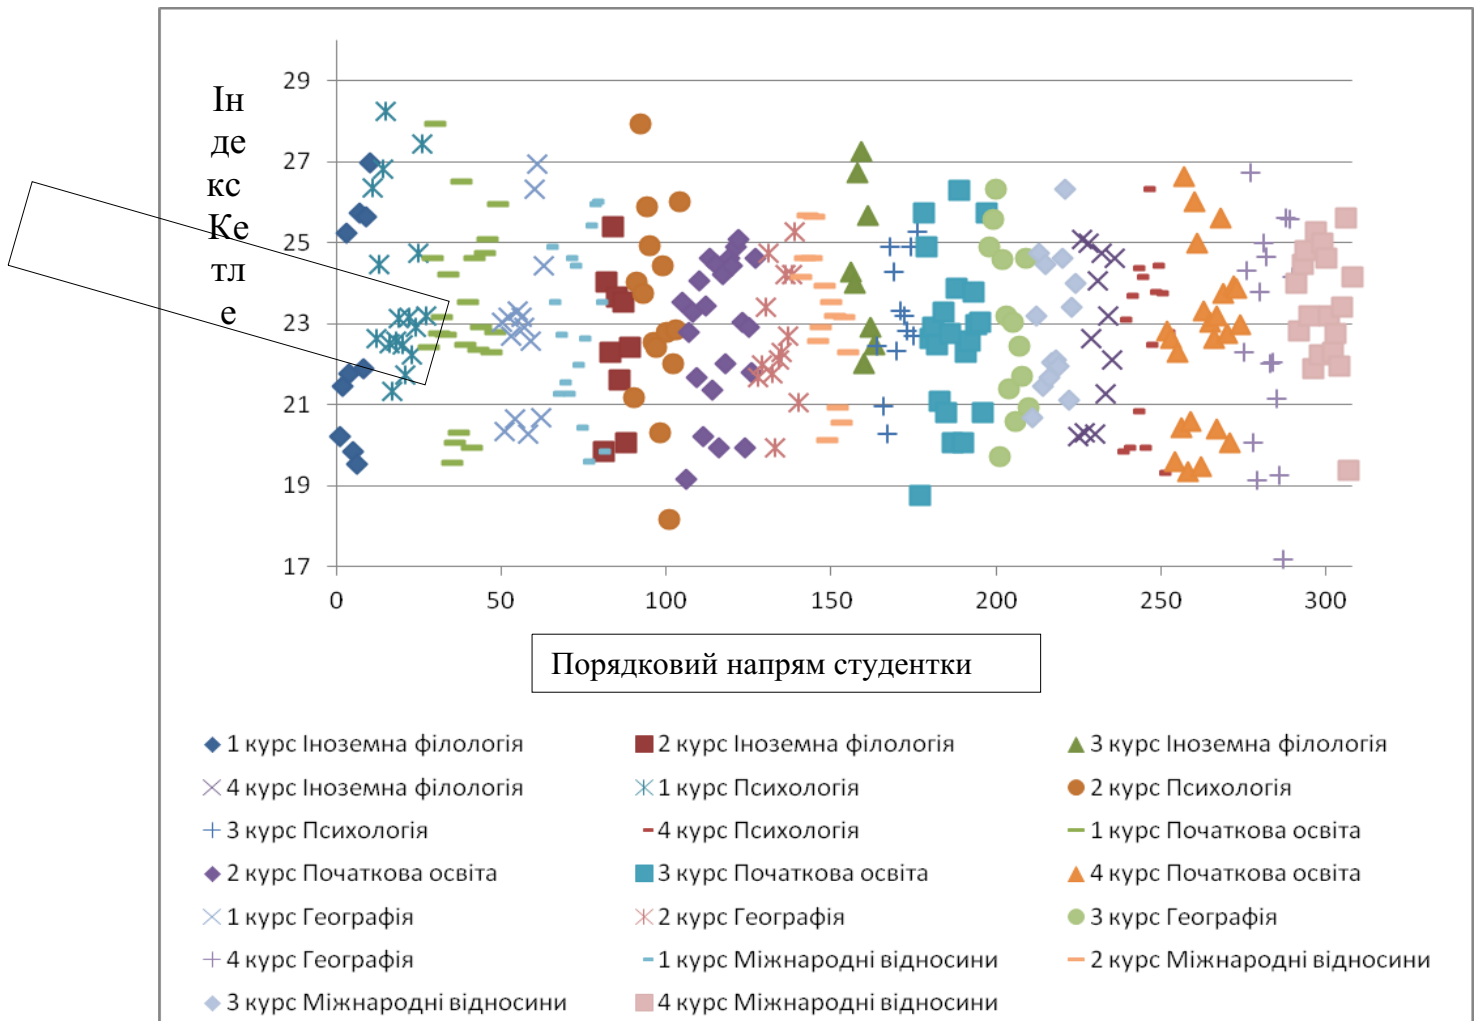 Ін
де
кс
Ке
тле
е
29
27
25
23
21
19
17
0 50 100 150 200 250 300
Порядковий напрям студентки
1 курс Іноземна філологія 2 курс Іноземна філологія 3 курс Іноземна філологія
4 курс Іноземна філологія 1 курс Психологія 2 курс Психологія
3 курс Психологія 4 курс Психологія 1 курс Початкова освіта
2 курс Початкова освіта 3 курс Початкова освіта 4 курс Початкова освіта
1 курс Географія 2 курс Географія 3 курс Географія
4 курс Географія 1 курс Міжнародні відносини 2 курс Міжнародні відносини
3 курс Міжнародні відносини 4 курс Міжнародні відносини